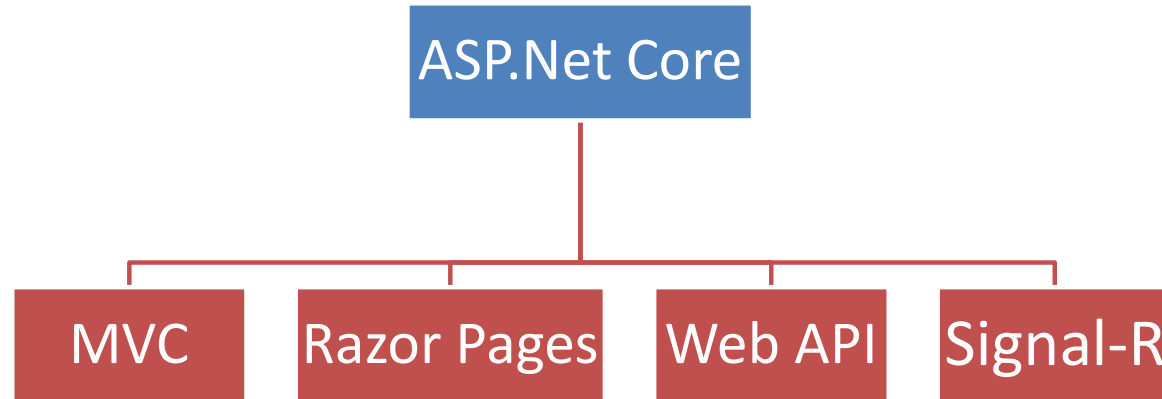 ASP.Net Core
MVC
Razor Pages
Web API
Signal-R